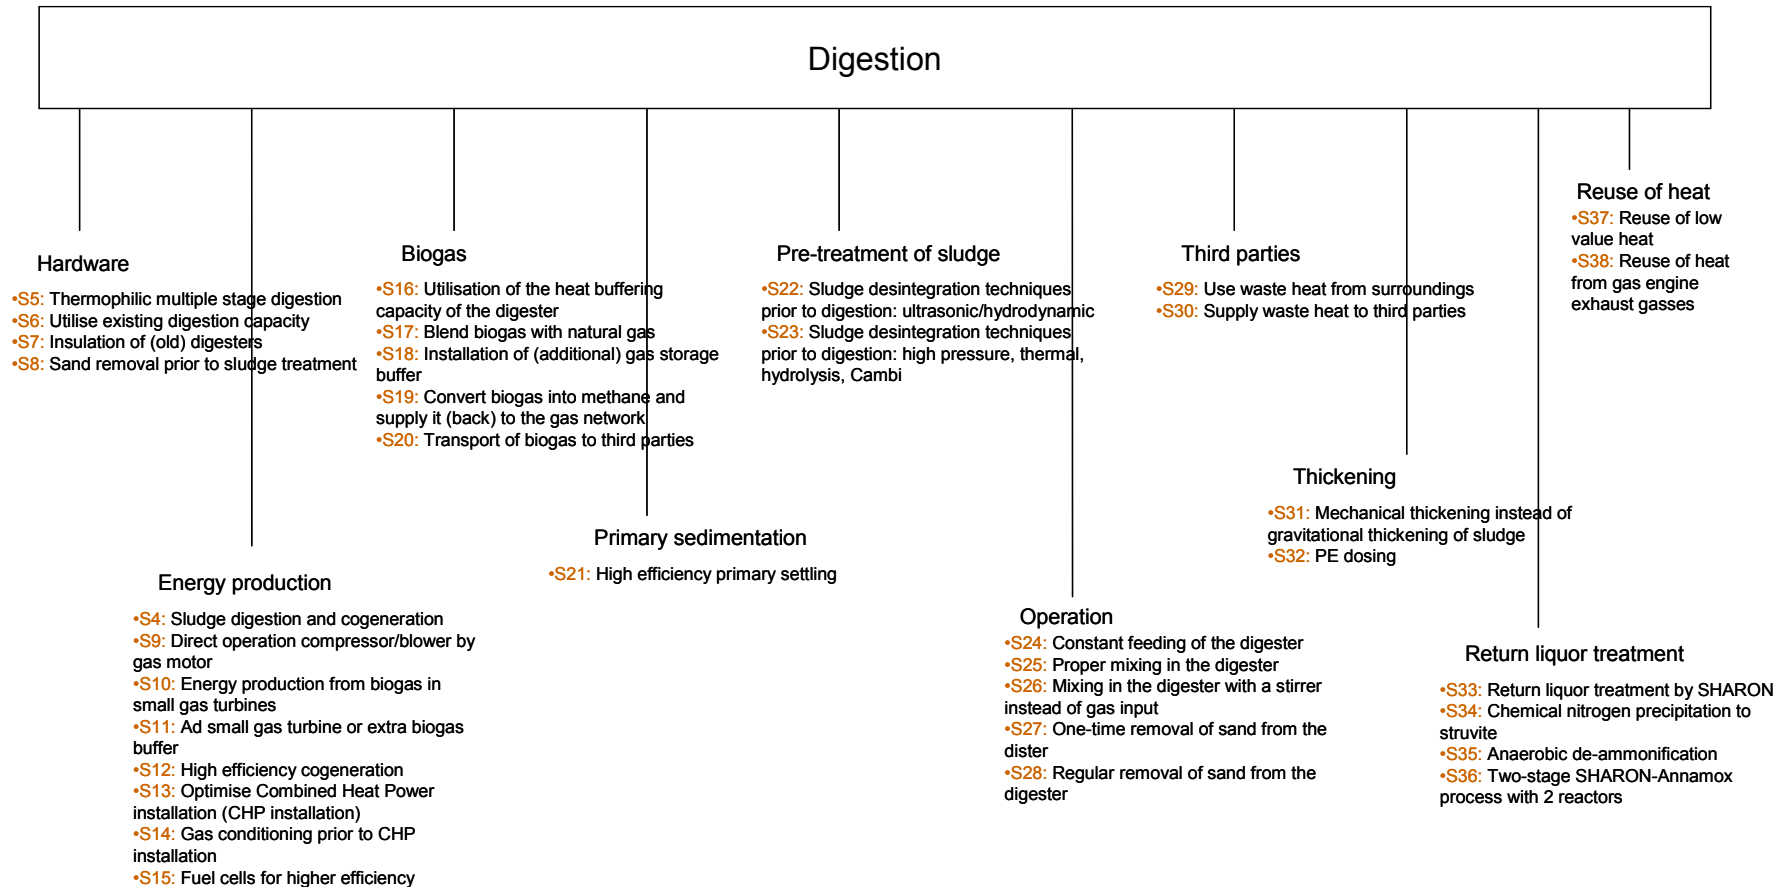 Digestion
Hardware
•S5: Thermophilic multiple stage digestion
•S6: Utilise existing digestion capacity
•S7: Insulation of (old) digesters
•S8: Sand removal prior to sludge treatment
Energy production
•S4: Sludge digestion and cogeneration
•S9: Direct operation compressor/blower by
gas motor
•S10: Energy production from biogas in
small gas turbines
•S11: Ad small gas turbine or extra biogas
buffer
•S12: High efficiency cogeneration
•S13: Optimise Combined Heat Power
installation (CHP installation)
•S14: Gas conditioning prior to CHP
installation
•S15: Fuel cells for higher efficiency
Biogas
•S16: Utilisation of the heat buffering
capacity of the digester
•S17: Blend biogas with natural gas
•S18: Installation of (additional) gas storage
buffer
•S19: Convert biogas into methane and
supply it (back) to the gas network
•S20: Transport of biogas to third parties
Primary sedimentation
•S21: High efficiency primary settling
Pre-treatment of sludge
•S22: Sludge desintegration techniques
prior to digestion: ultrasonic/hydrodynamic
•S23: Sludge desintegration techniques
prior to digestion: high pressure, thermal,
hydrolysis, Cambi
Operation
•S24: Constant feeding of the digester
•S25: Proper mixing in the digester
•S26: Mixing in the digester with a stirrer
instead of gas input
•S27: One-time removal of sand from the
dister
•S28: Regular removal of sand from the
digester
Third parties
•S29: Use waste heat from surroundings
•S30: Supply waste heat to third parties
Thickening
•S31: Mechanical thickening instead of
gravitational thickening of sludge
•S32: PE dosing
Return liquor treatment
•S33: Return liquor treatment by SHARON
•S34: Chemical nitrogen precipitation to
struvite
•S35: Anaerobic de-ammonification
•S36: Two-stage SHARON-Annamox
process with 2 reactors
Reuse of heat
•S37: Reuse of low
value heat
•S38: Reuse of heat
from gas engine
exhaust gasses